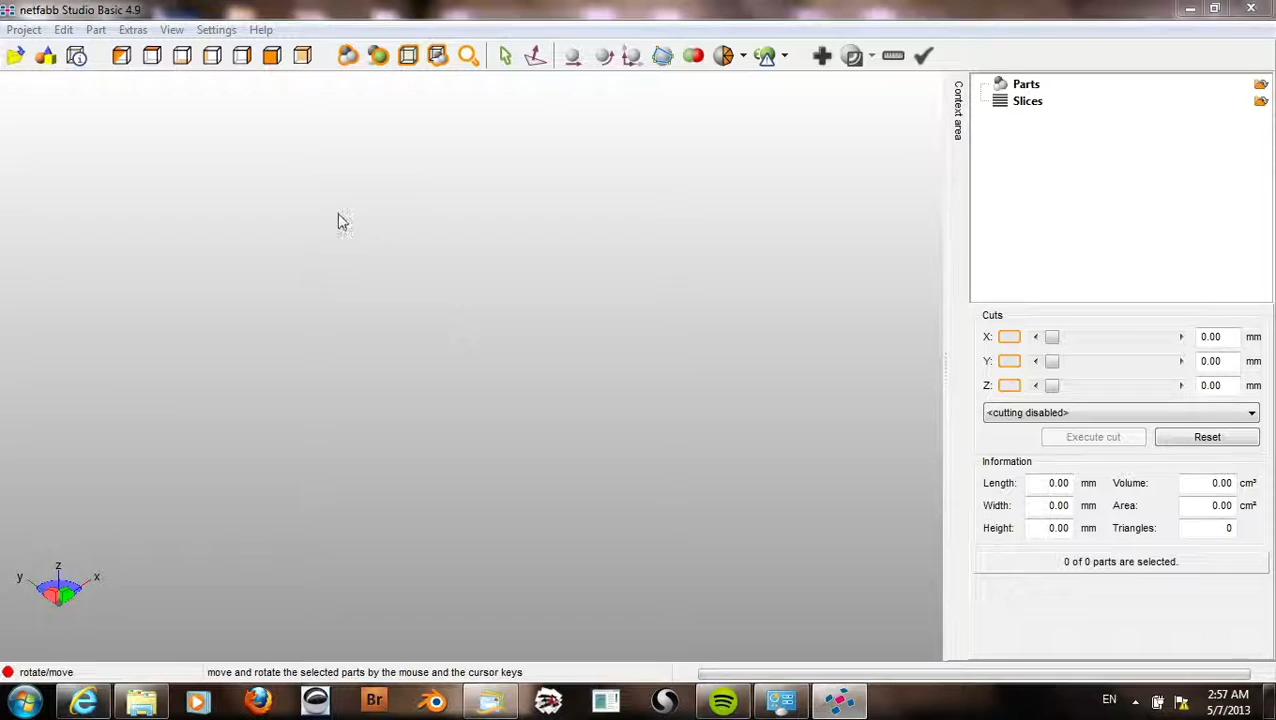 netfabb Studio Basic 4.9
Project Edit Part Extras View Settings Help
Context area
Parts
Slices
Cuts
X: 0.00 mm
Y: 0.00 mm
Z: 0.00 mm
<cutting disabled>
Execute cut Reset
Information
Length: 0.00 mm Volume: 0.00 cm³
Width: 0.00 mm Area: 0.00 cm²
Height: 0.00 mm Triangles: 0
0 of 0 parts are selected.
z
y x
rotate/move move and rotate the selected parts by the mouse and the cursor keys
Br
EN
2:57 AM
5/7/2013